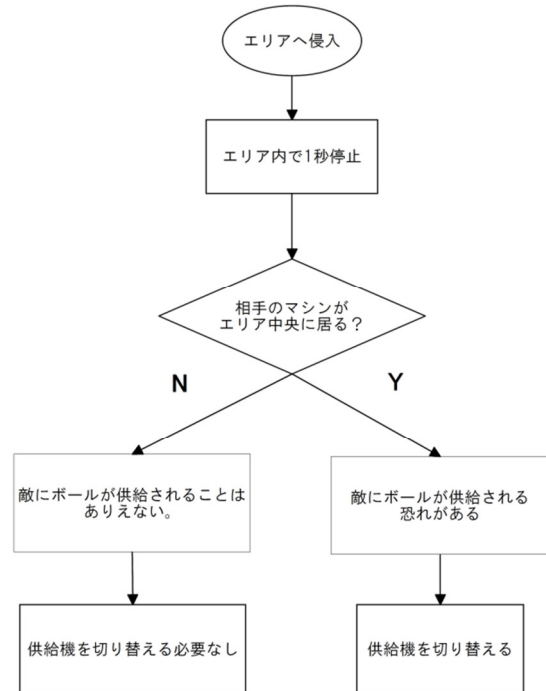 エリアへ侵入
エリア内で1秒停止
相手のマシンが
エリア中央に居る？
N
Y
敵にボールが供給されることは
ありえない。
敵にボールが供給される
恐れがある
供給機を切り替える必要なし
供給機を切り替える